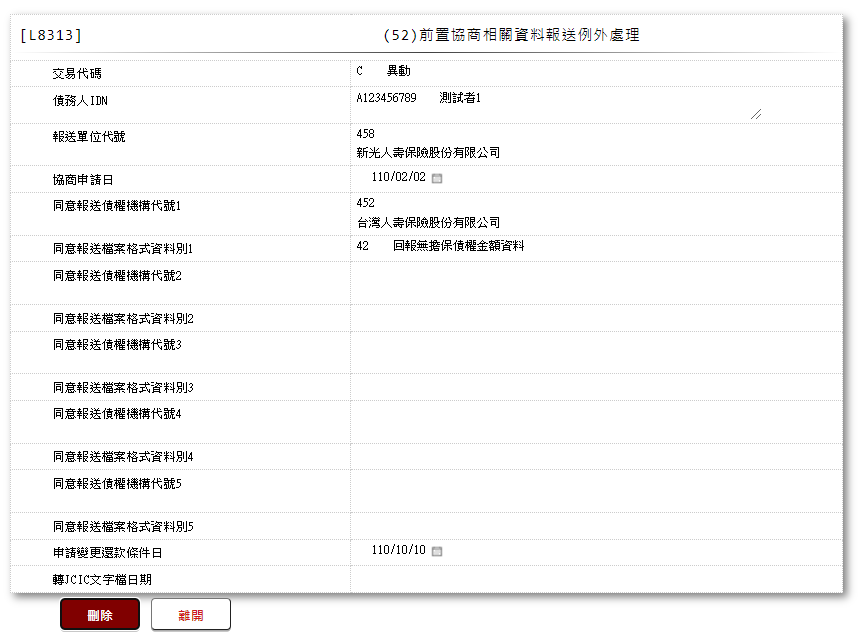 [L8313] (52)前置協商相關資料報送例外處理
交易代碼 C 異動
債務人IDN A123456789 測試者1
報送單位代號 458
新光人壽保險股份有限公司
協商申請日 110/02/02
同意報送債權機構代號1 452
台灣人壽保險股份有限公司
同意報送檔案格式資料別1 42 回報無擔保債權金額資料
同意報送債權機構代號2
同意報送檔案格式資料別2
同意報送債權機構代號3
同意報送檔案格式資料別3
同意報送債權機構代號4
同意報送檔案格式資料別4
同意報送債權機構代號5
同意報送檔案格式資料別5
申請變更還款條件日 110/10/10
轉JCIC文字檔日期
刪除 離開